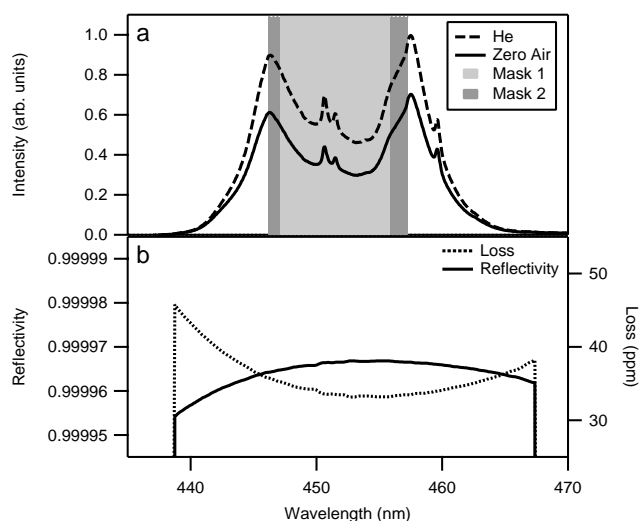 a
He
Zero Air
Mask 1
Mask 2
Intensity (arb. units)
1.0
0.8
0.6
0.4
0.2
0.0
b
Loss
Reflectivity
Reflectivity
0.99999
0.99998
0.99997
0.99996
0.99995
50
40
30
Loss (ppm)
440
450
460
470
Wavelength (nm)